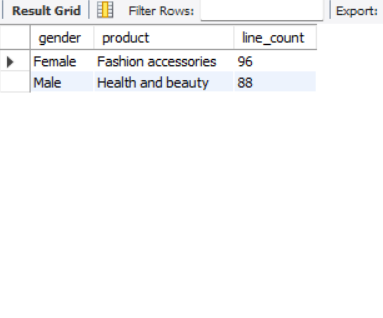 Result Grid Filter Rows: Export:
gender product line_count
Female Fashion accessories 96
Male Health and beauty 88